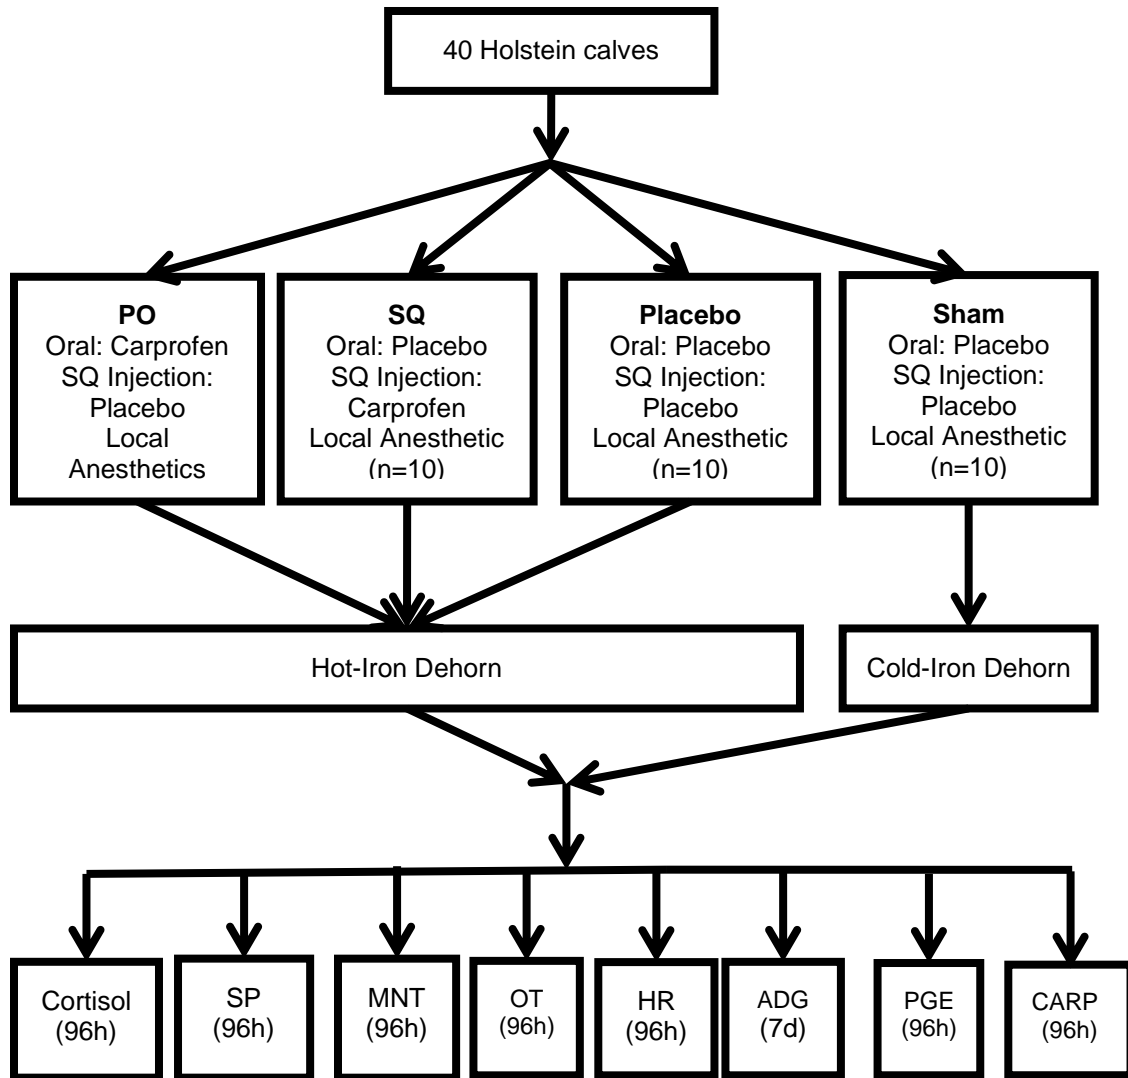 40 Holstein calves
PO
Oral: Carprofen
SQ Injection:
Placebo
Local
Anesthetics
SQ
Oral: Placebo
SQ Injection:
Carprofen
Local Anesthetic
(n=10)
Placebo
Oral: Placebo
SQ Injection:
Placebo
Local Anesthetic
(n=10)
Sham
Oral: Placebo
SQ Injection:
Placebo
Local Anesthetic
(n=10)
Hot-Iron Dehorn
Cold-Iron Dehorn
Cortisol
(96h)
SP
(96h)
MNT
(96h)
OT
(96h)
HR
(96h)
ADG
(7d)
PGE
(96h)
CARP
(96h)